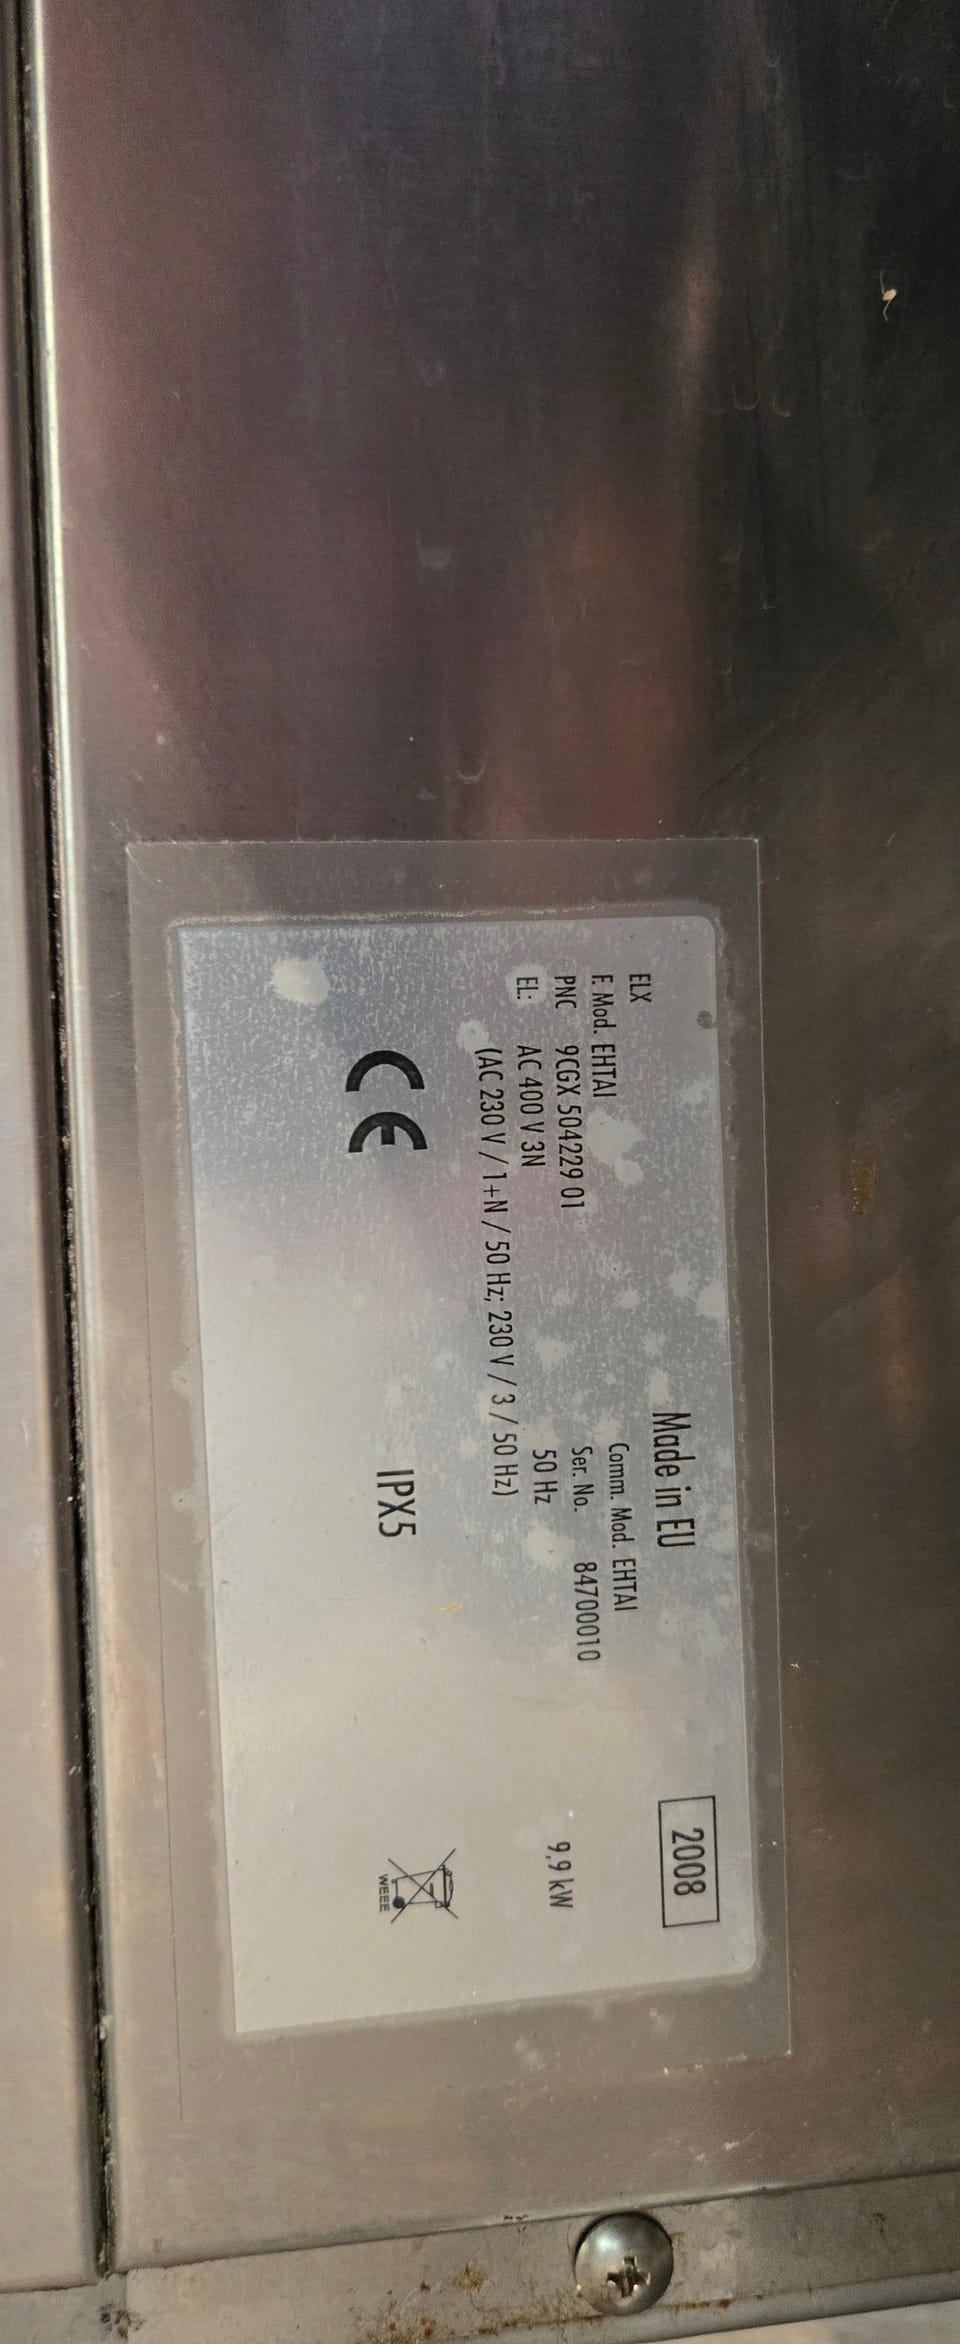 Made in EU 2008
ELX
F. Mod. EHTAI Comm. Mod. EHTAI
PNC 9CGX 504229 01 Ser. No. 84700010
EL: AC 400 V 3N 50 Hz 9,9 kW
(AC 230 V / 1+N / 50 Hz; 230 V / 3 / 50 Hz)
CE IPX5
WEEE